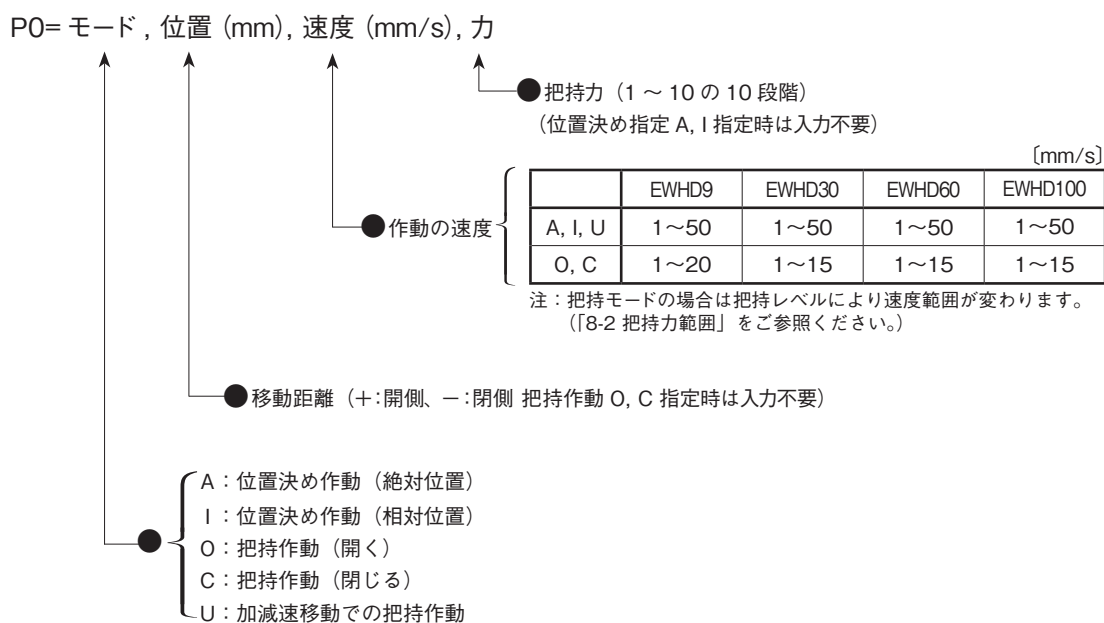 P0= モード , 位置 (mm), 速度 (mm/s), 力
把持力（1 ～ 10 の 10 段階）
（位置決め指定 A, I 指定時は入力不要）
〔mm/s〕
EWHD9 EWHD30 EWHD60 EWHD100
作動の速度
A, I, U 1～50 1～50 1～50 1～50
O, C 1～20 1～15 1～15 1～15
注：把持モードの場合は把持レベルにより速度範囲が変わります。
（「8-2 把持力範囲」をご参照ください。）
移動距離（＋：開側、－：閉側 把持作動 O, C 指定時は入力不要）
A：位置決め作動（絶対位置）
I：位置決め作動（相対位置）
O：把持作動（開く）
C：把持作動（閉じる）
U：加減速移動での把持作動